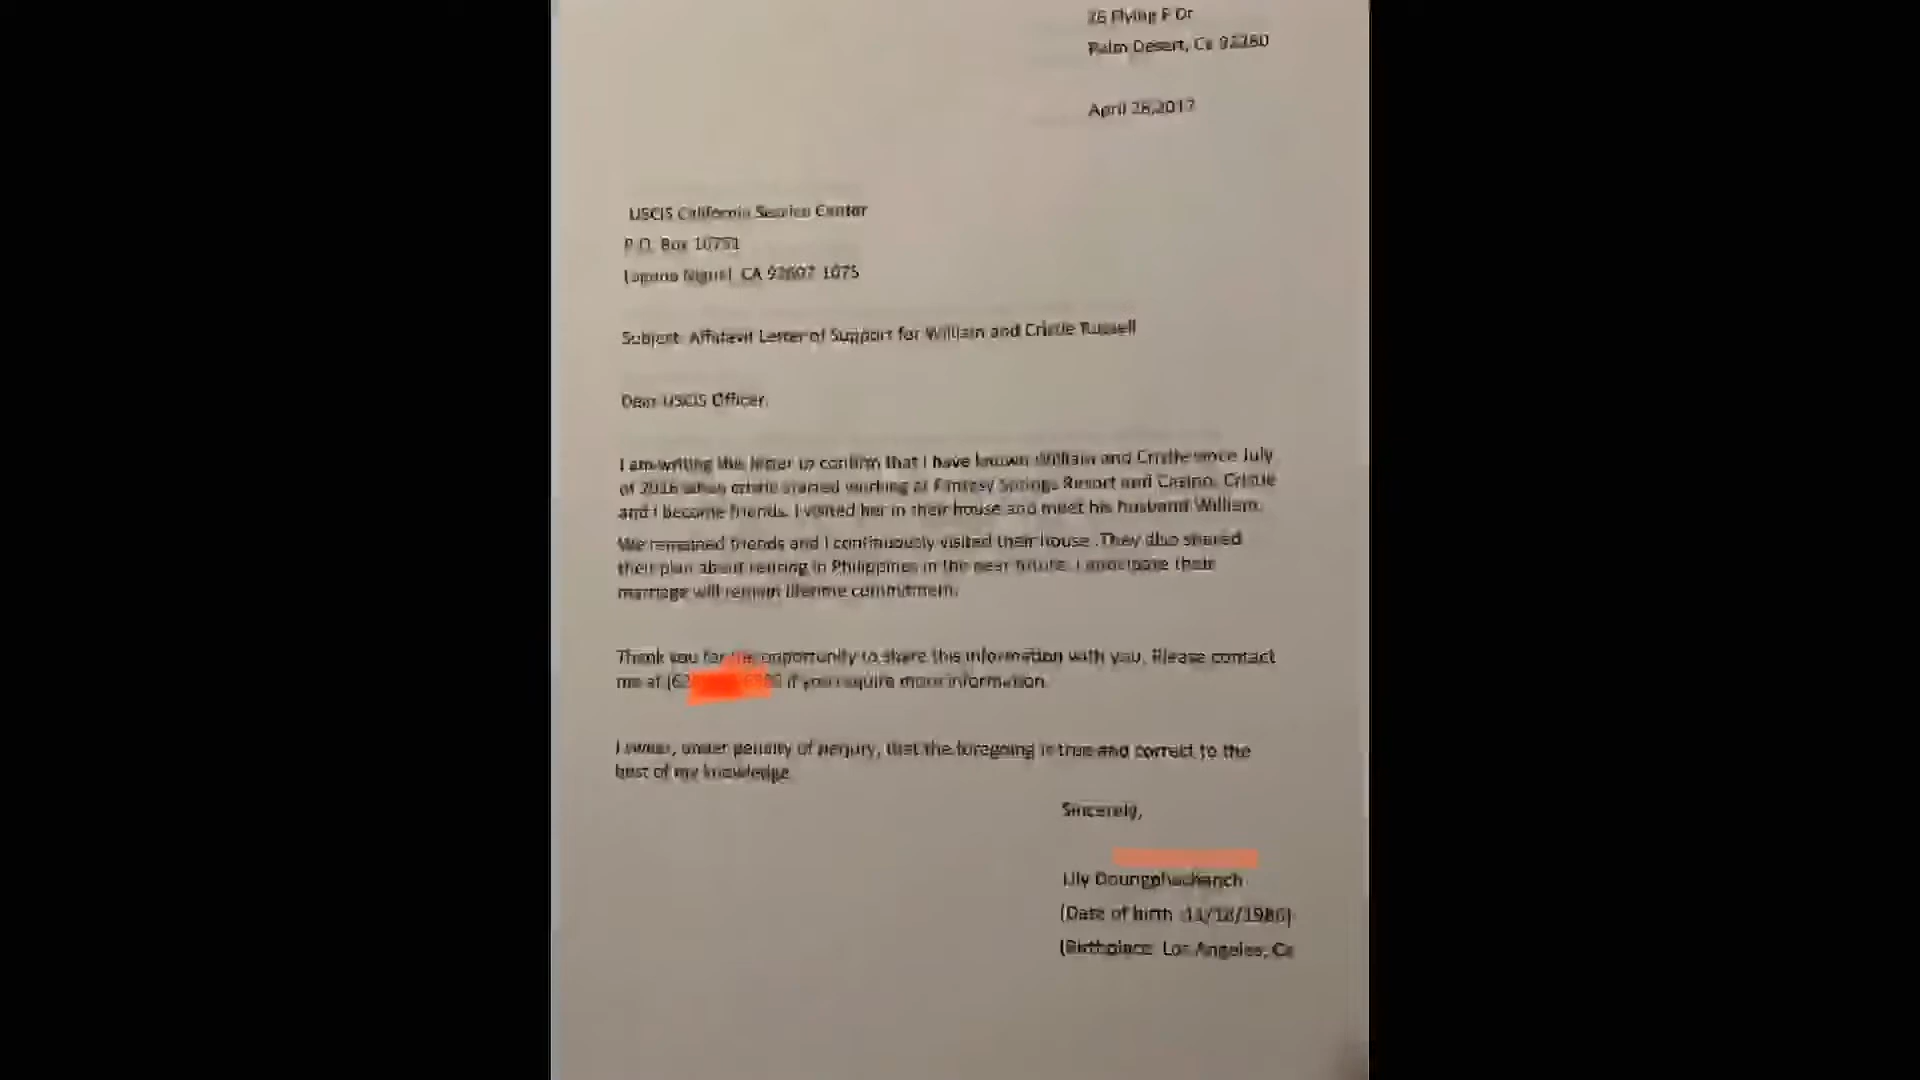 Palm Desert, Ca
April 28,2017
USCIS California Service Center
P.O. Box 10751
Laguna Niguel, CA 92607 1075
Subject: Affidavit Letter of Support for William and Cristie Russell
Dear USCIS Officer,
I am writing this letter to confirm that I have known William and Cristie since July
of 2016 when cristie started working at Fantasy Springs Resort and Casino. Cristie
and I become friends. I visited her in their house and meet his husband William.
We remained friends and I continuously visited their house .They also shared
their plan about retiring in Philippines in the near future. I anticipate their
marriage will remain lifetime commitment.
Thank you for the opportunity to share this information with you. Please contact
me at if you require more information.
I swear, under penalty of perjury, that the foregoing is true and correct to the
best of my knowledge.
Sincerely,
Lily
(Date of birth
(Birthplace: Los Angeles, Ca